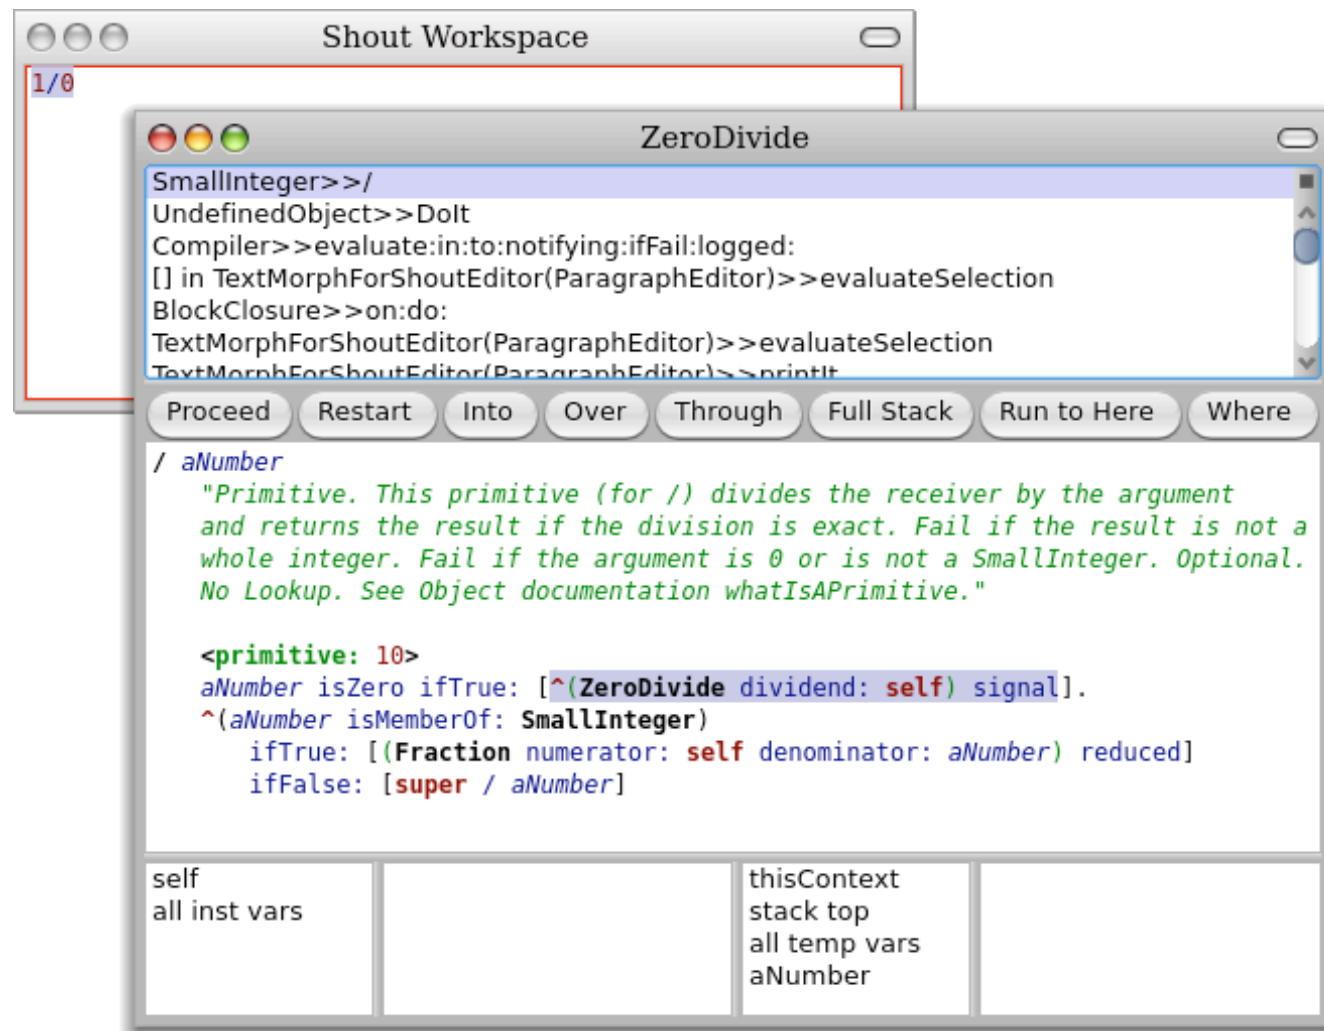 Shout Workspace
1/0
ZeroDivide
SmallInteger>>/
UndefinedObject>>DoIt
Compiler>>evaluate:in:to:notifying:ifFail:logged:
[] in TextMorphForShoutEditor(ParagraphEditor)>>evaluateSelection
BlockClosure>>on:do:
TextMorphForShoutEditor(ParagraphEditor)>>evaluateSelection
TextMorphForShoutEditor(ParagraphEditor)>>printIt
Proceed Restart Into Over Through Full Stack Run to Here Where
/ aNumber
"Primitive. This primitive (for /) divides the receiver by the argument
and returns the result if the division is exact. Fail if the result is not a
whole integer. Fail if the argument is 0 or is not a SmallInteger. Optional.
No Lookup. See Object documentation whatIsAPrimitive."
<primitive: 10>
aNumber isZero ifTrue: [^(ZeroDivide dividend: self) signal].
^(aNumber isMemberOf: SmallInteger)
ifTrue: [(Fraction numerator: self denominator: aNumber) reduced]
ifFalse: [super / aNumber]
self
all inst vars
thisContext
stack top
all temp vars
aNumber